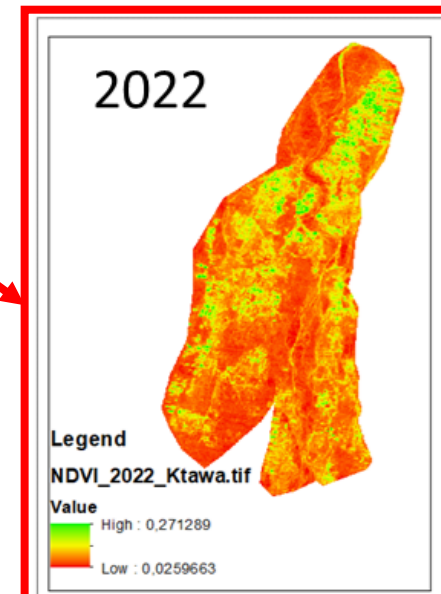 2022
Legend
NDVI_2022_Ktawa.tif
Value
High : 0,271289
Low : 0,0259663